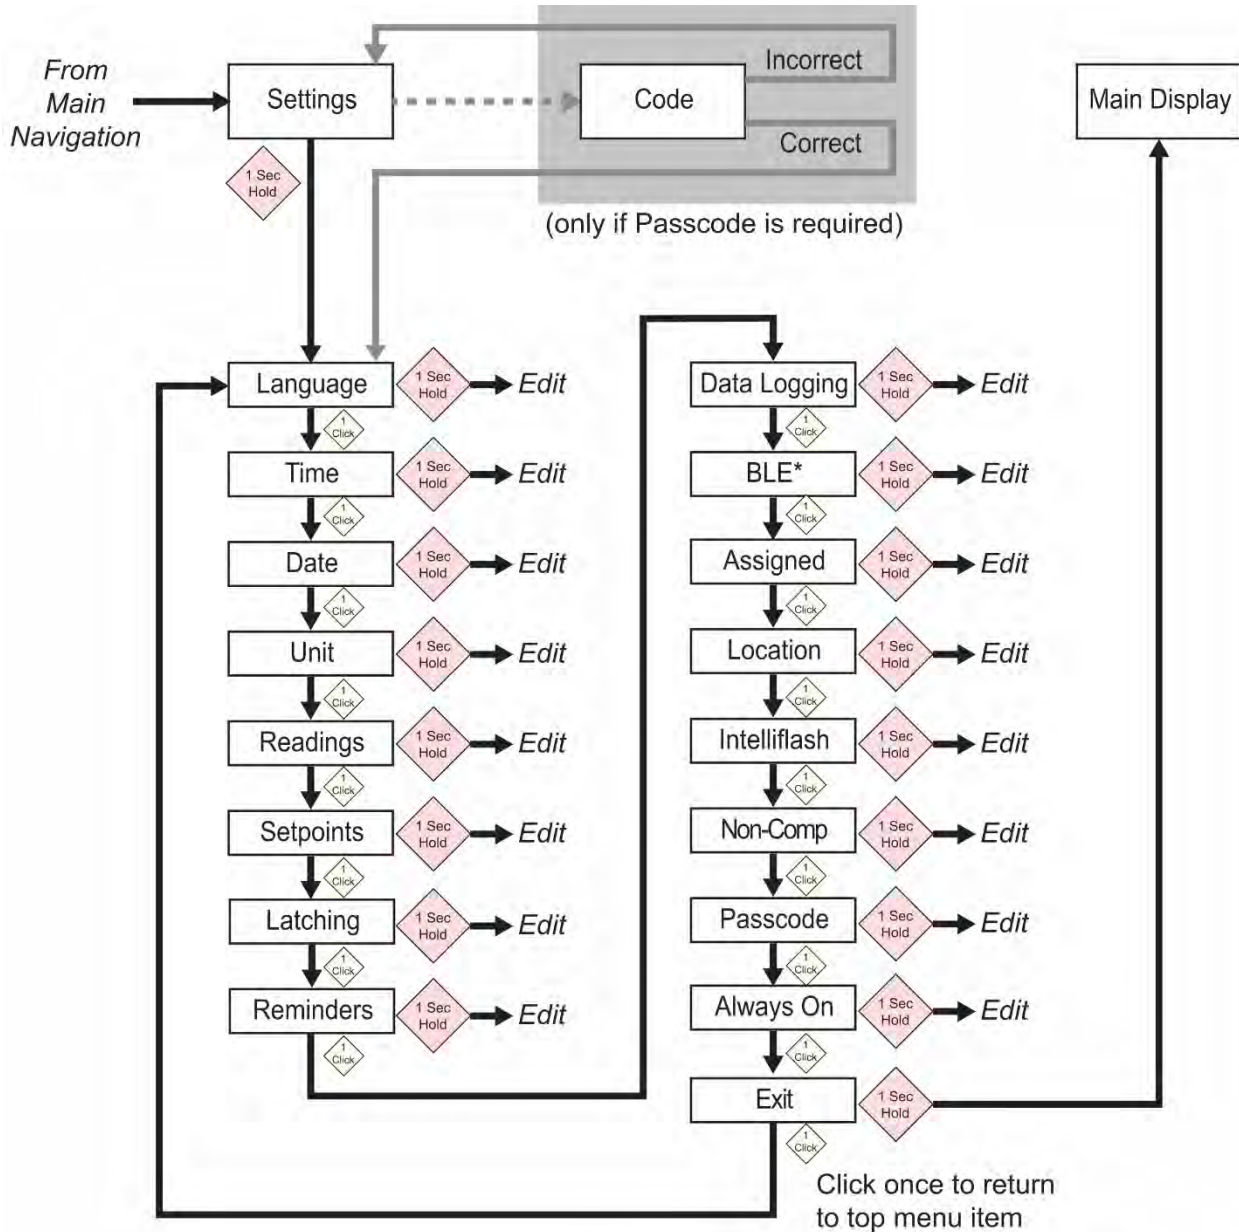 From
Main
Navigation
Settings
Code
Incorrect
Correct
Main Display
1 Sec
Hold
(only if Passcode is required)
Language
1 Sec
Hold
Edit
1
Click
Time
1 Sec
Hold
Edit
1
Click
Date
1 Sec
Hold
Edit
1
Click
Unit
1 Sec
Hold
Edit
1
Click
Readings
1 Sec
Hold
Edit
1
Click
Setpoints
1 Sec
Hold
Edit
1
Click
Latching
1 Sec
Hold
Edit
1
Click
Reminders
1 Sec
Hold
Edit
1
Click
Data Logging
1 Sec
Hold
Edit
1
Click
BLE*
1 Sec
Hold
Edit
1
Click
Assigned
1 Sec
Hold
Edit
1
Click
Location
1 Sec
Hold
Edit
1
Click
Intelliflash
1 Sec
Hold
Edit
1
Click
Non-Comp
1 Sec
Hold
Edit
1
Click
Passcode
1 Sec
Hold
Edit
1
Click
Always On
1 Sec
Hold
Edit
1
Click
Exit
1 Sec
Hold
1
Click
Click once to return
to top menu item